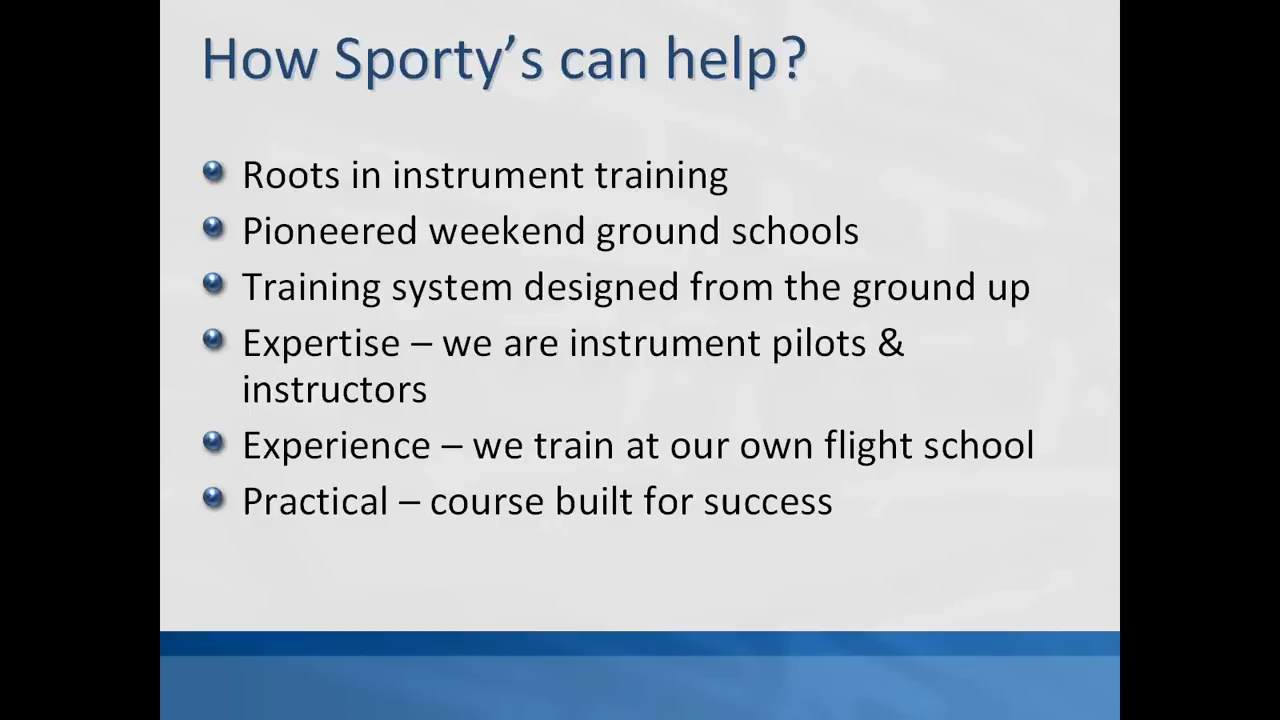 How Sporty’s can help?
Roots in instrument training
Pioneered weekend ground schools
Training system designed from the ground up
Expertise – we are instrument pilots &
instructors
Experience – we train at our own flight school
Practical – course built for success